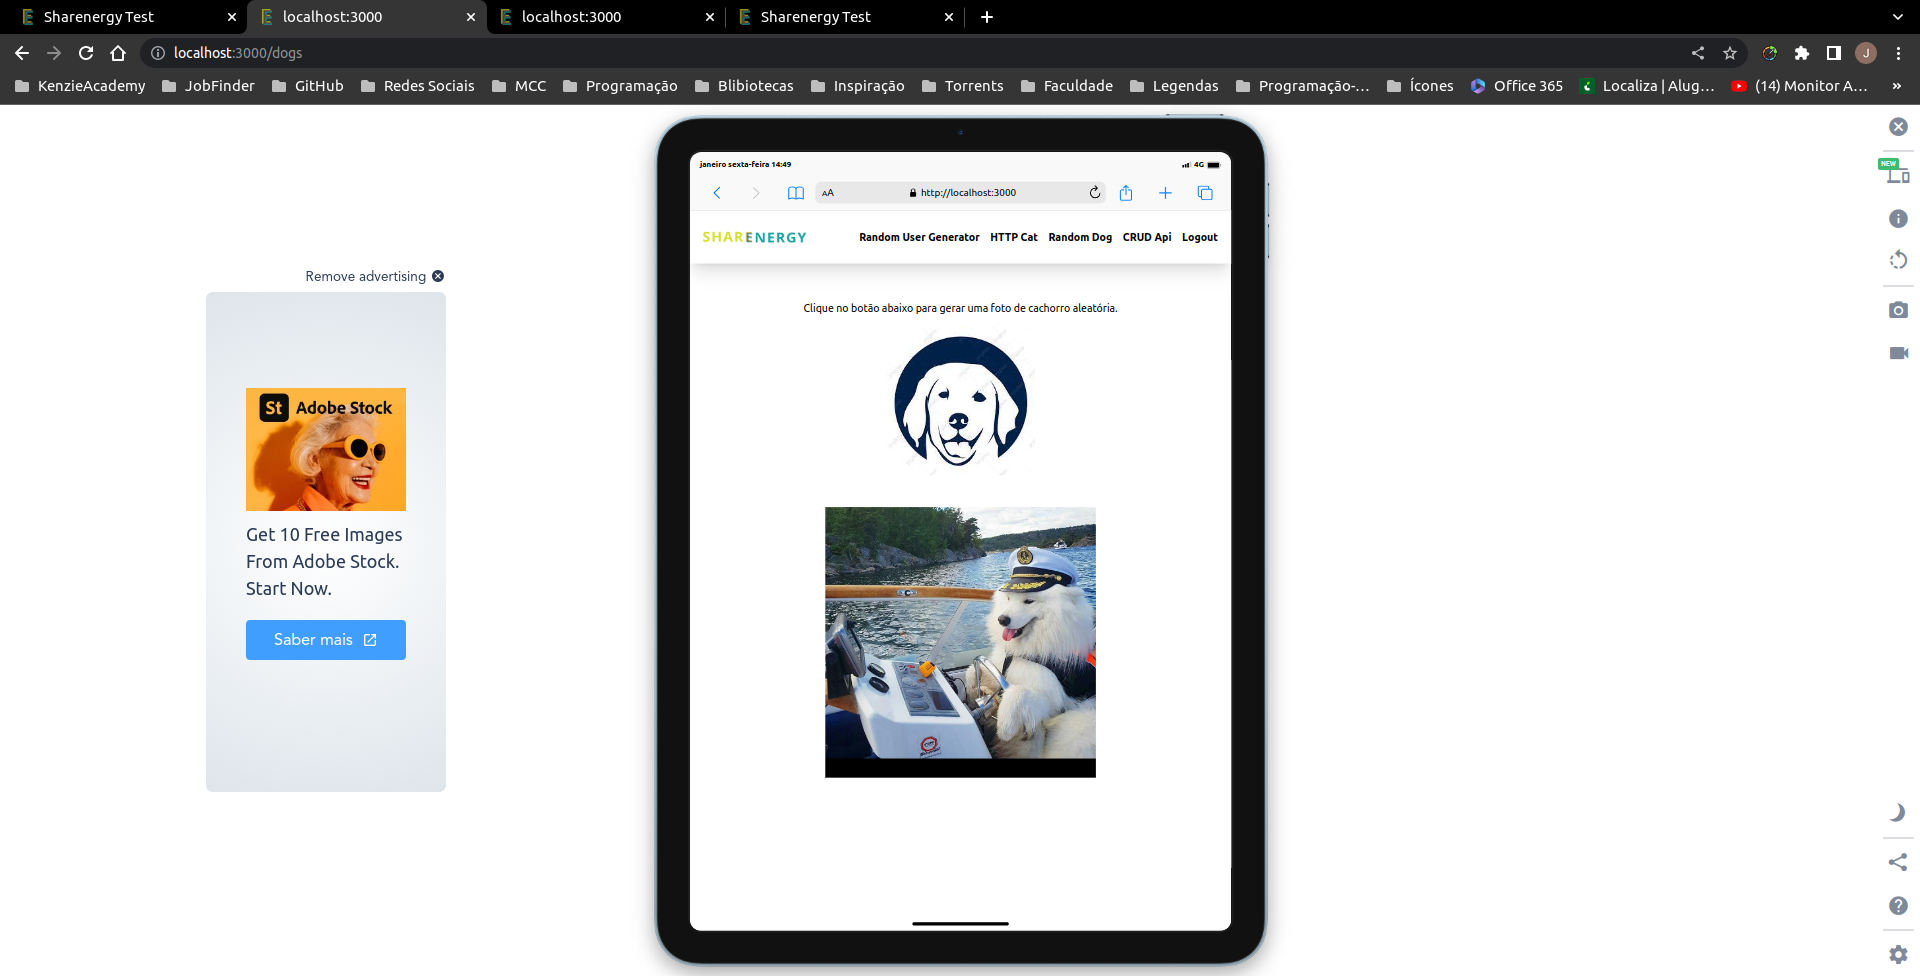 Sharenergy Test
localhost:3000
localhost:3000
Sharenergy Test
localhost:3000/dogs
J
KenzieAcademy
JobFinder
GitHub
Redes Sociais
MCC
Programação
Blibiotecas
Inspiração
Torrents
Faculdade
Legendas
Programação-...
Ícones
Office 365
Localiza | Alug...
(14) Monitor A...
»
NEW
janeiro sexta-feira 14:49
4G
AA
http://localhost:3000
SHARENERGY
Random User Generator
HTTP Cat
Random Dog
CRUD Api
Logout
Clique no botão abaixo para gerar uma foto de cachorro aleatória.
Remove advertising
St Adobe Stock
Get 10 Free Images
From Adobe Stock.
Start Now.
Saber mais